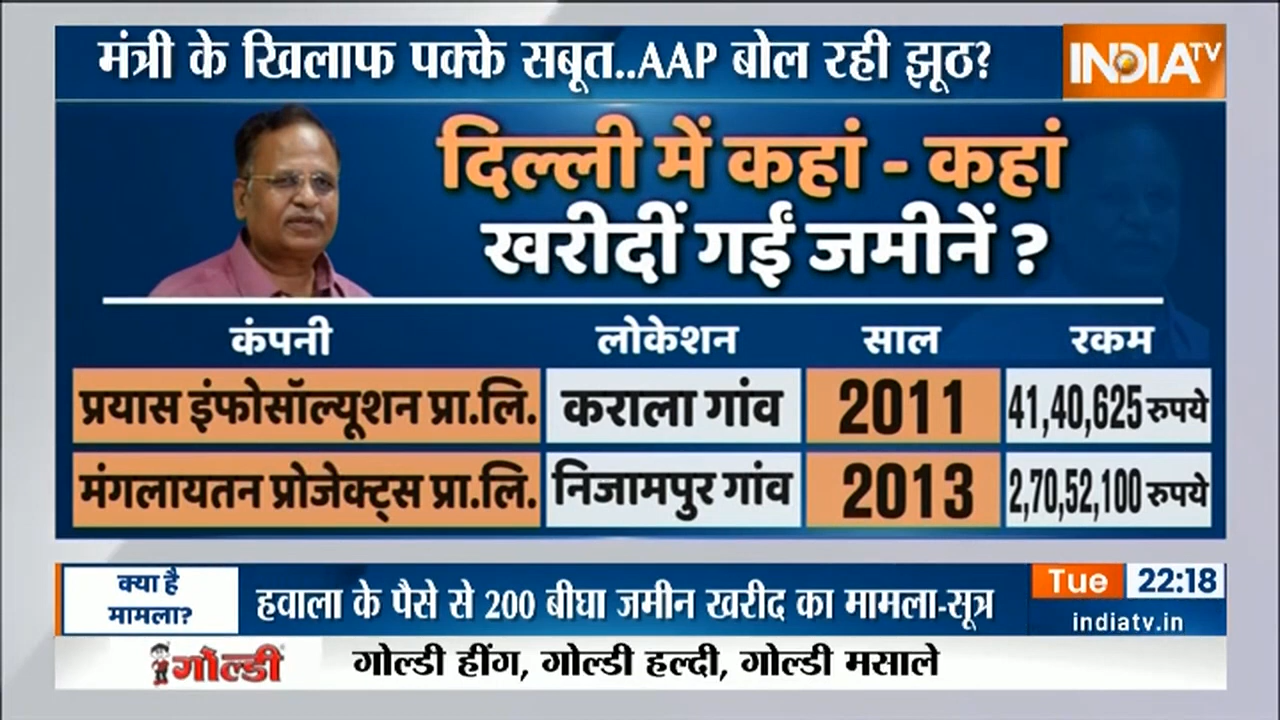 मंत्री के खिलाफ पक्के सबूत..AAP बोल रही झूठ?
INDIA TV
दिल्ली में कहां - कहां
खरीदीं गईं जमीनें ?
कंपनी लोकेशन साल रकम
प्रयास इंफोसॉल्यूशन प्रा.लि. कराला गांव 2011 41,40,625 रुपये
मंगलायतन प्रोजेक्ट्स प्रा.लि. निजामपुर गांव 2013 2,70,52,100 रुपये
क्या है
मामला?
हवाला के पैसे से 200 बीघा जमीन खरीद का मामला-सूत्र
Tue 22:18
indiatv.in
गोल्डी
गोल्डी हींग, गोल्डी हल्दी, गोल्डी मसाले